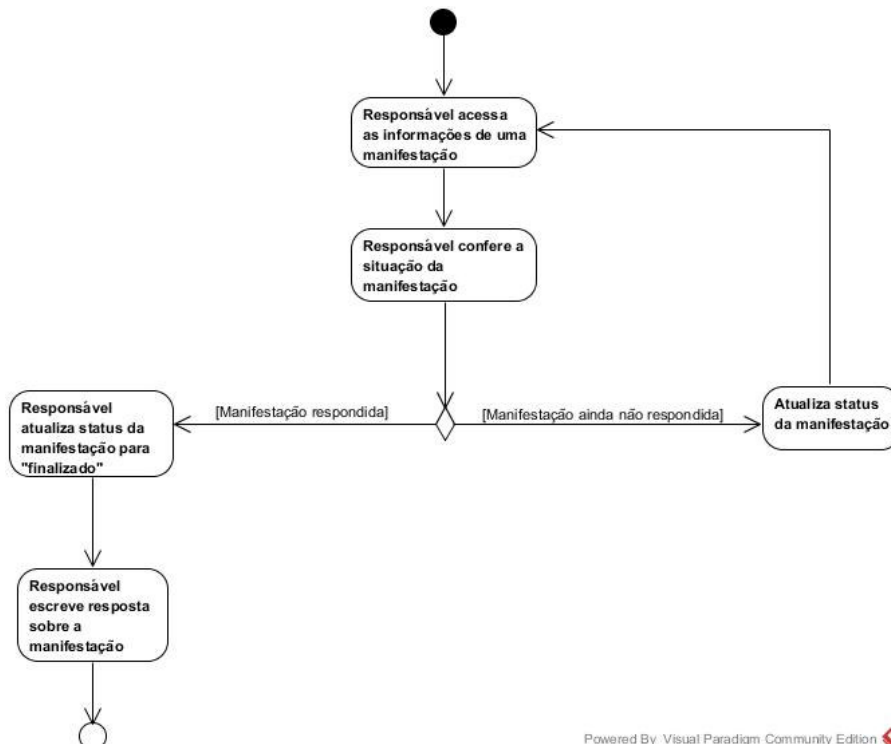 Responsável acessa
as informações de uma
manifestação
Responsável confere a
situação da
manifestação
[Manifestação respondida]
[Manifestação ainda não respondida]
Responsável
atualiza status da
manifestação para
"finalizado"
Atualiza status
da manifestação
Responsável
escreve resposta
sobre a
manifestação
Powered By Visual Paradigm Community Edition